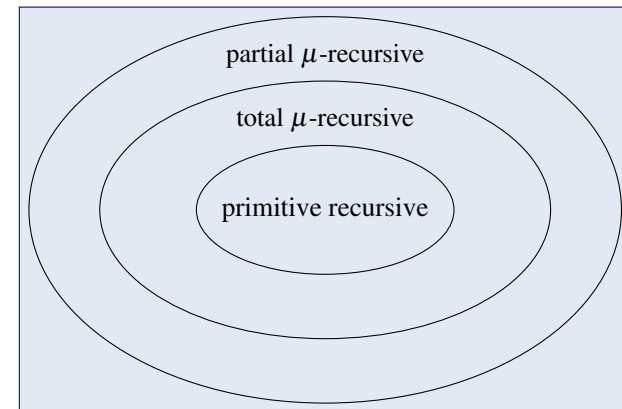 partial μ-recursive
total μ-recursive
primitive recursive